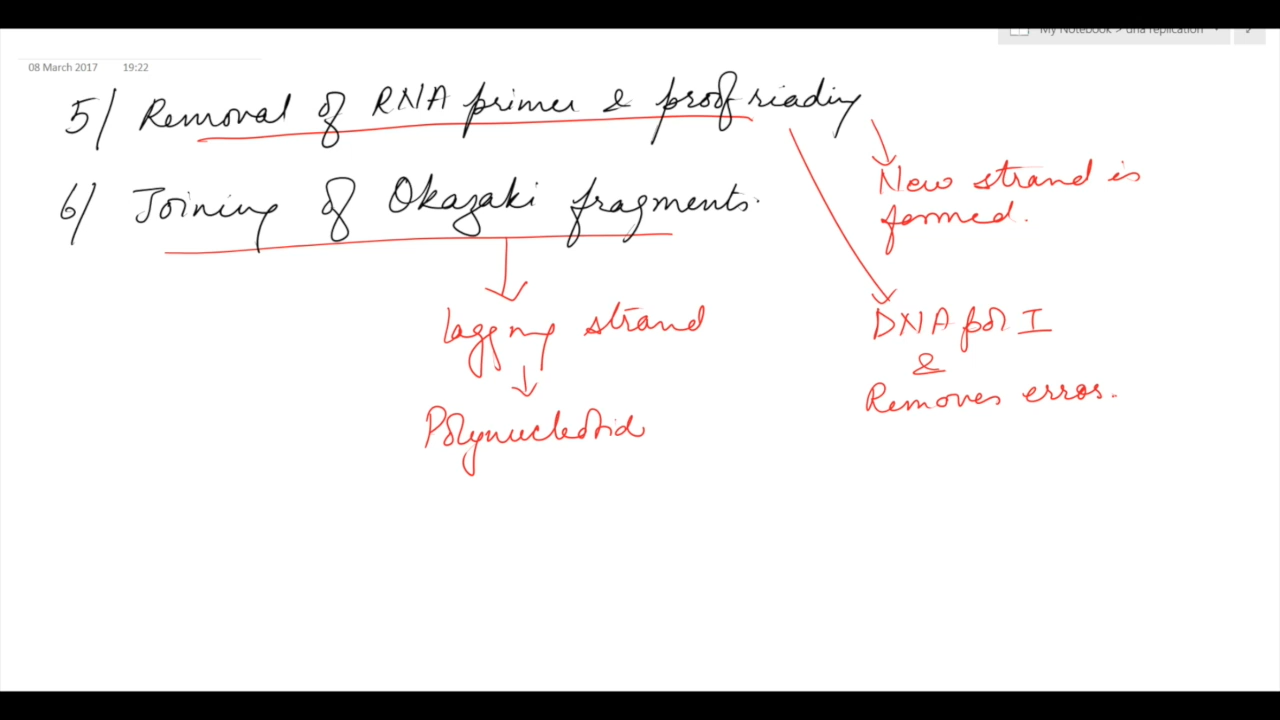 My Notebook > dna replication
08 March 2017 19:22
5/ Removal of RNA primer & proof riading
6/ Joining of Okazaki fragments.
New strand is
formed.
Lagging strand
DNA pol I
&
Removes erros.
Polynucleotid